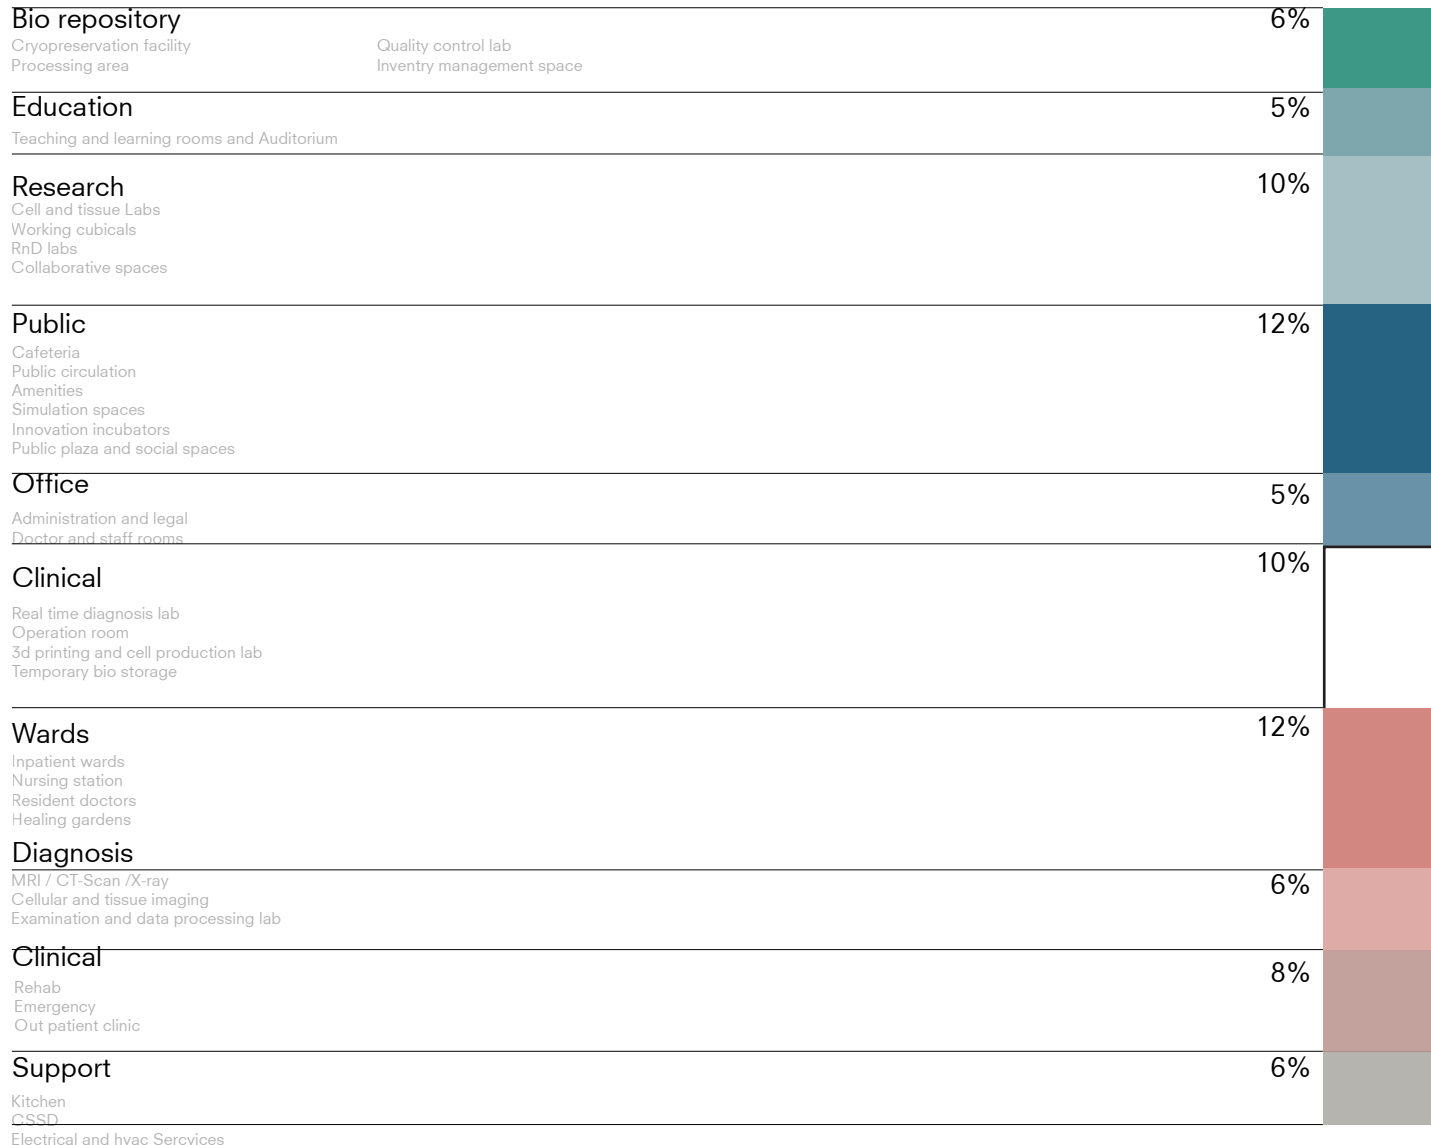 Bio repository 6%
Cryopreservation facility Quality control lab
Processing area Inventry management space
Education 5%
Teaching and learning rooms and Auditorium
Research 10%
Cell and tissue Labs
Working cubicals
RnD labs
Collaborative spaces
Public 12%
Cafeteria
Public circulation
Amenities
Simulation spaces
Innovation incubators
Public plaza and social spaces
Office 5%
Administration and legal
Doctor and staff rooms
Clinical 10%
Real time diagnosis lab
Operation room
3d printing and cell production lab
Temporary bio storage
Wards 12%
Inpatient wards
Nursing station
Resident doctors
Healing gardens
Diagnosis
MRI / CT-Scan /X-ray 6%
Cellular and tissue imaging
Examination and data processing lab
Clinical 8%
Rehab
Emergency
Out patient clinic
Support 6%
Kitchen
CSSD
Electrical and hvac Sercvices